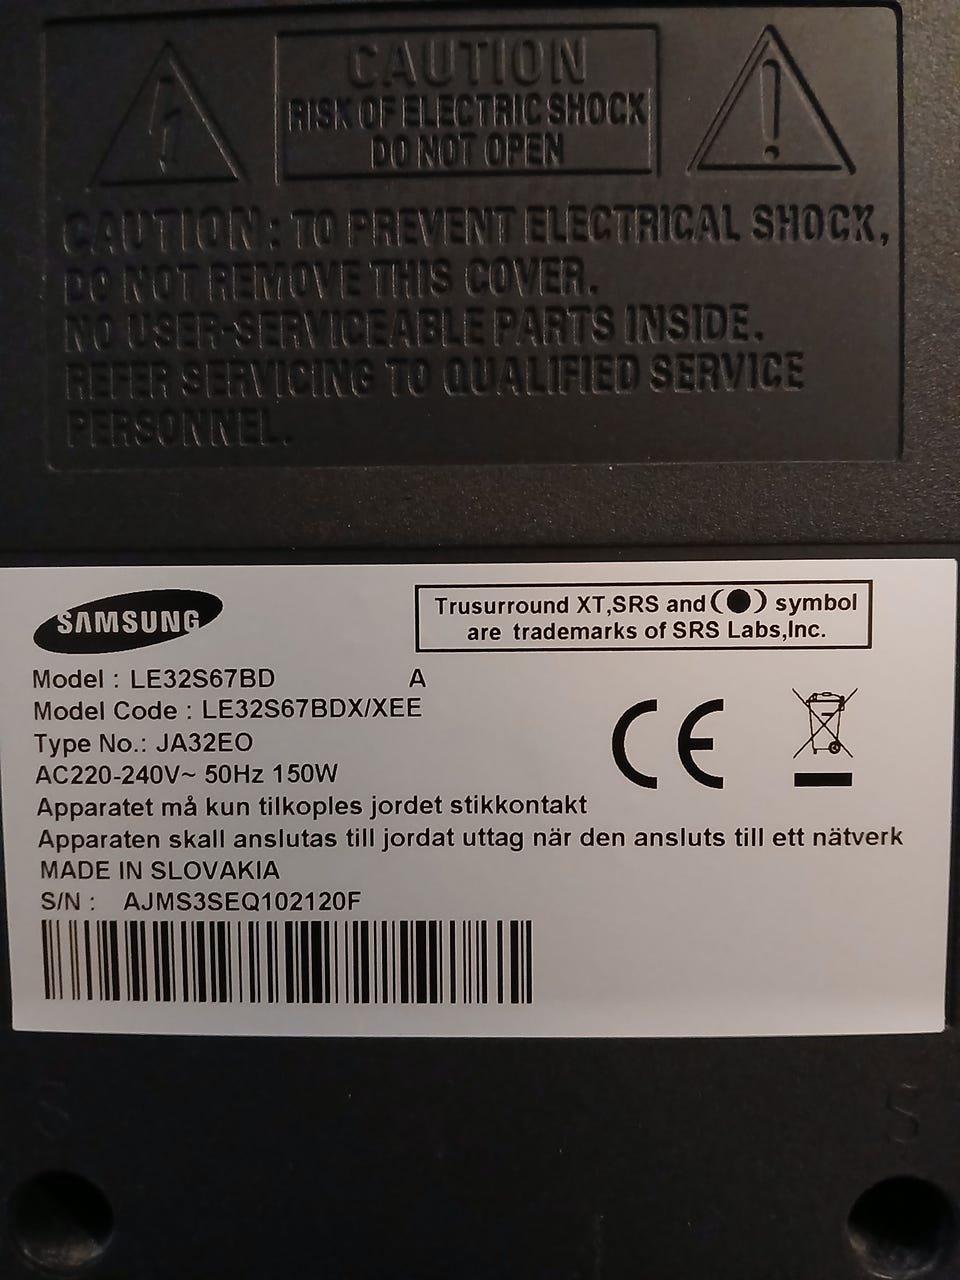 CAUTION
RISK OF ELECTRIC SHOCK
DO NOT OPEN
CAUTION : TO PREVENT ELECTRICAL SHOCK,
DO NOT REMOVE THIS COVER.
NO USER-SERVICEABLE PARTS INSIDE.
REFER SERVICING TO QUALIFIED SERVICE
PERSONNEL.
SAMSUNG
Trusurround XT,SRS and (●) symbol
are trademarks of SRS Labs,Inc.
Model : LE32S67BD A
Model Code : LE32S67BDX/XEE
Type No.: JA32EO
AC220-240V~ 50Hz 150W
CE
Apparatet må kun tilkoples jordet stikkontakt
Apparaten skall anslutas till jordat uttag när den ansluts till ett nätverk
MADE IN SLOVAKIA
S/N : AJMS3SEQ102120F
S S